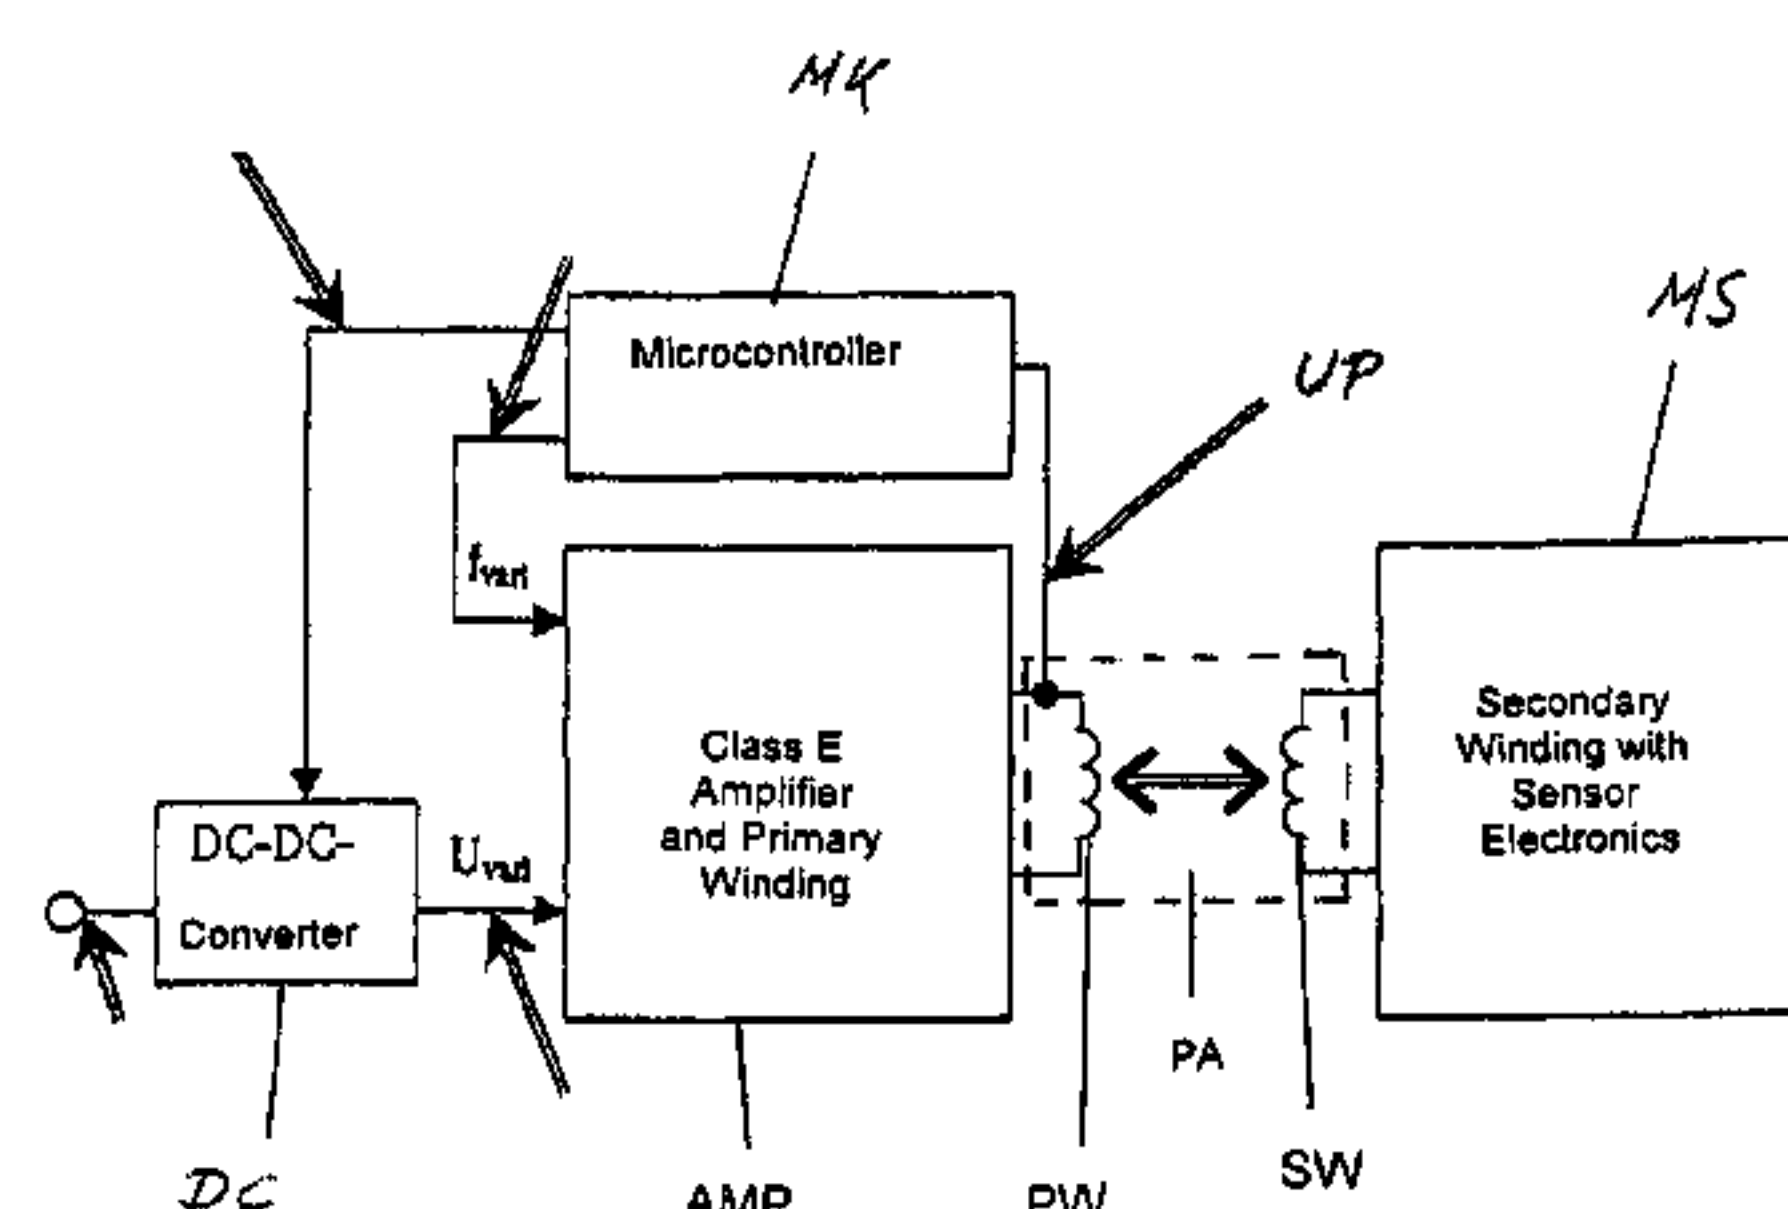 MK
MS
Microcontroller
UP
fvari
Class E
Amplifier
and Primary
Winding
Secondary
Winding with
Sensor
Electronics
DC-DC-
Converter
Uvari
PA
SW
DC
AMP
PW